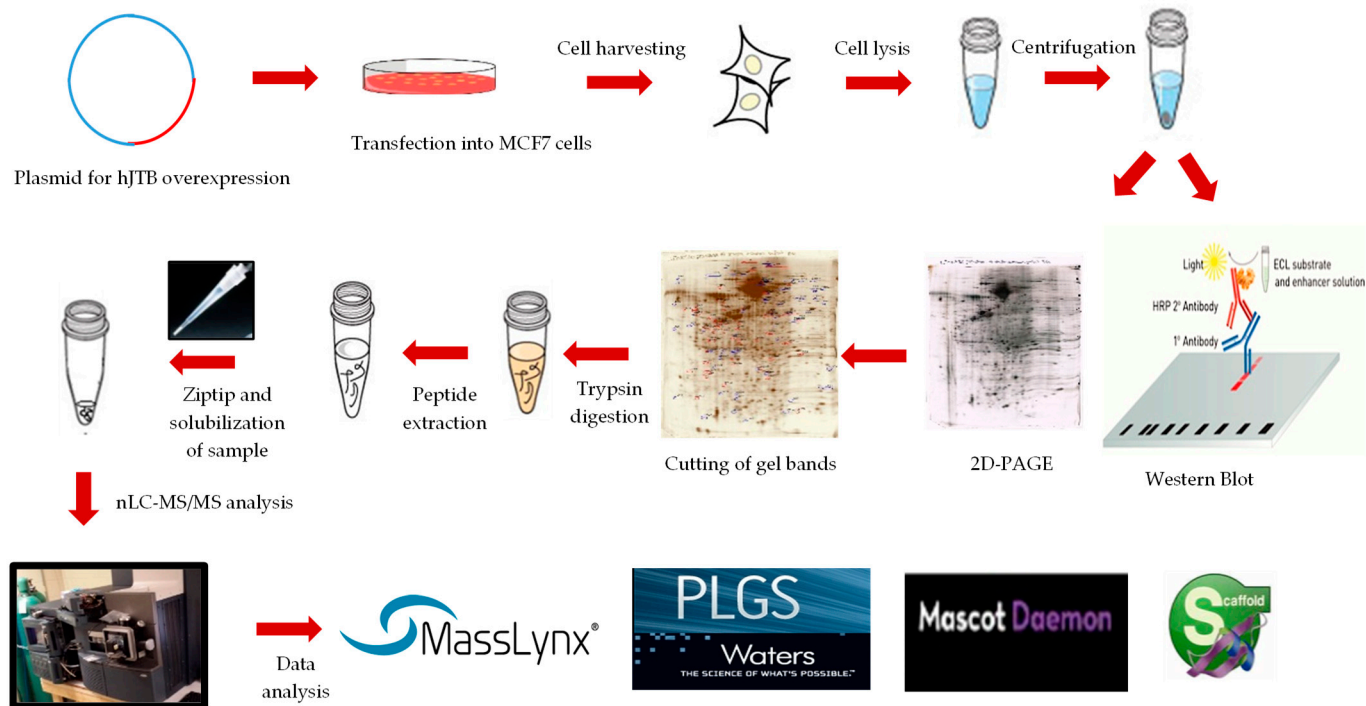 Cell harvesting
Cell lysis
Centrifugation
Transfection into MCF7 cells
Plasmid for hJTB overexpression
Light
ECL substrate
and enhancer solution
HRP 2° Antibody
1° Antibody
Western Blot
2D-PAGE
Cutting of gel bands
Trypsin
digestion
Peptide
extraction
Ziptip and
solubilization
of sample
nLC-MS/MS analysis
Data
analysis
MassLynx®
PLGS
Waters
THE SCIENCE OF WHAT'S POSSIBLE.™
Mascot Daemon
Scaffold